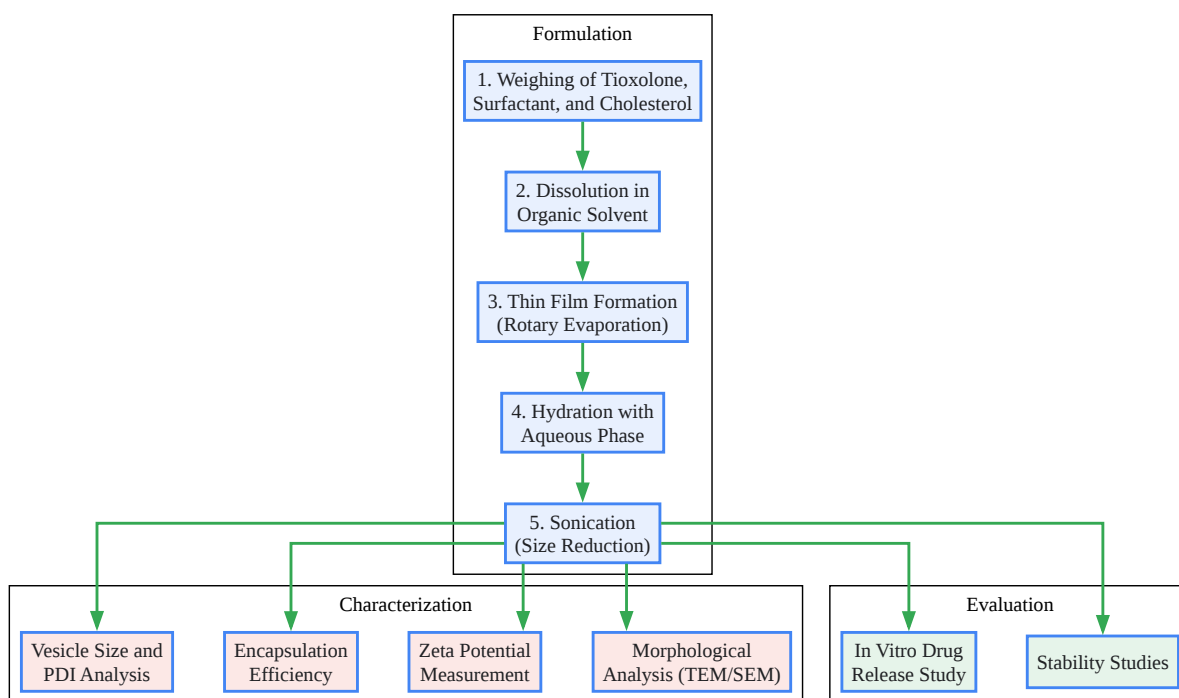 Formulation
1. Weighing of Tioxolone,
Surfactant, and Cholesterol
2. Dissolution in
Organic Solvent
3. Thin Film Formation
(Rotary Evaporation)
4. Hydration with
Aqueous Phase
5. Sonication
(Size Reduction)
Characterization
Vesicle Size and
PDI Analysis
Encapsulation
Efficiency
Zeta Potential
Measurement
Morphological
Analysis (TEM/SEM)
Evaluation
In Vitro Drug
Release Study
Stability Studies